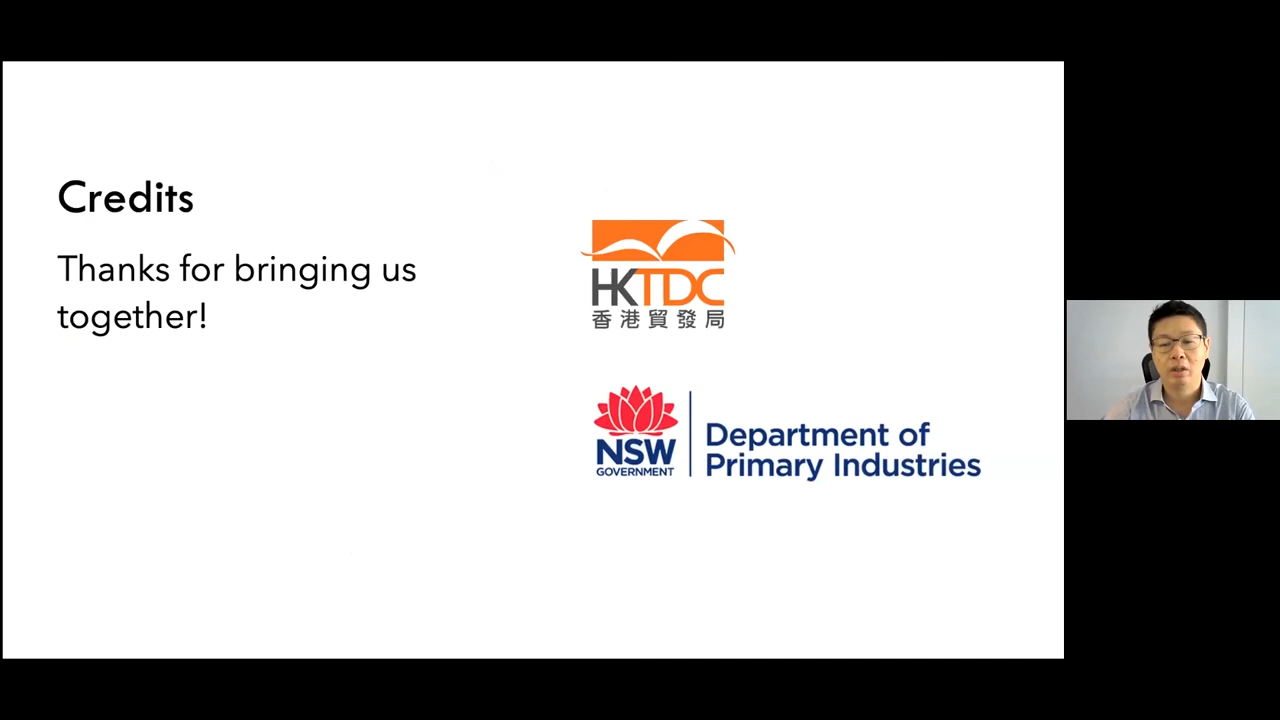 Credits
Thanks for bringing us
together!
HKTDC
香港貿發局
NSW
GOVERNMENT
Department of
Primary Industries